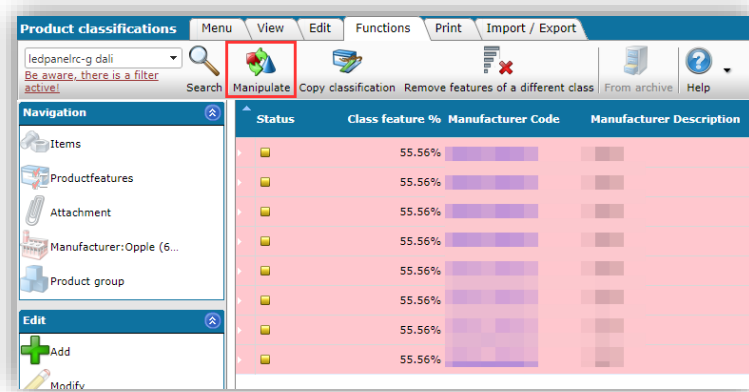 Product classifications
Menu
View
Edit
Functions
Print
Import / Export
ledpanelrc-g dali
Be aware, there is a filter
active!
Search
Manipulate
Copy classification
Remove features of a different class
From archive
Help
Navigation
Items
Productfeatures
Attachment
Manufacturer:Opple (6...
Product group
Edit
Add
Modify
Status
Class feature %
Manufacturer Code
Manufacturer Description
55.56%
55.56%
55.56%
55.56%
55.56%
55.56%
55.56%
55.56%